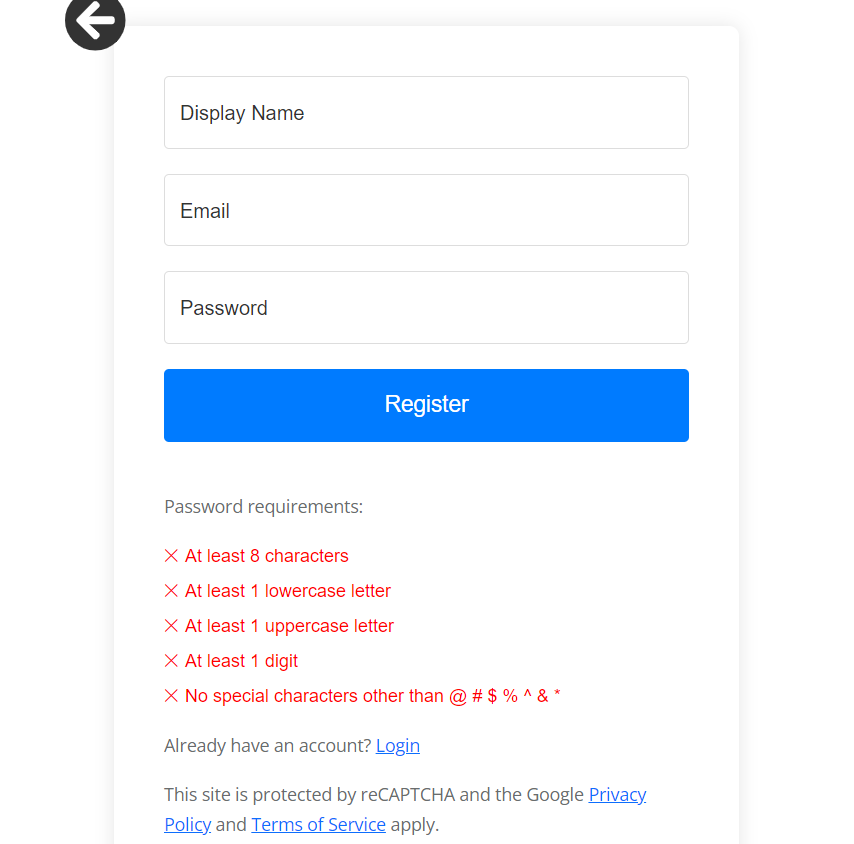 Display Name
Email
Password
Register
Password requirements:
At least 8 characters
At least 1 lowercase letter
At least 1 uppercase letter
At least 1 digit
No special characters other than @ # $ % ^ & *
Already have an account? Login
This site is protected by reCAPTCHA and the Google Privacy
Policy and Terms of Service apply.